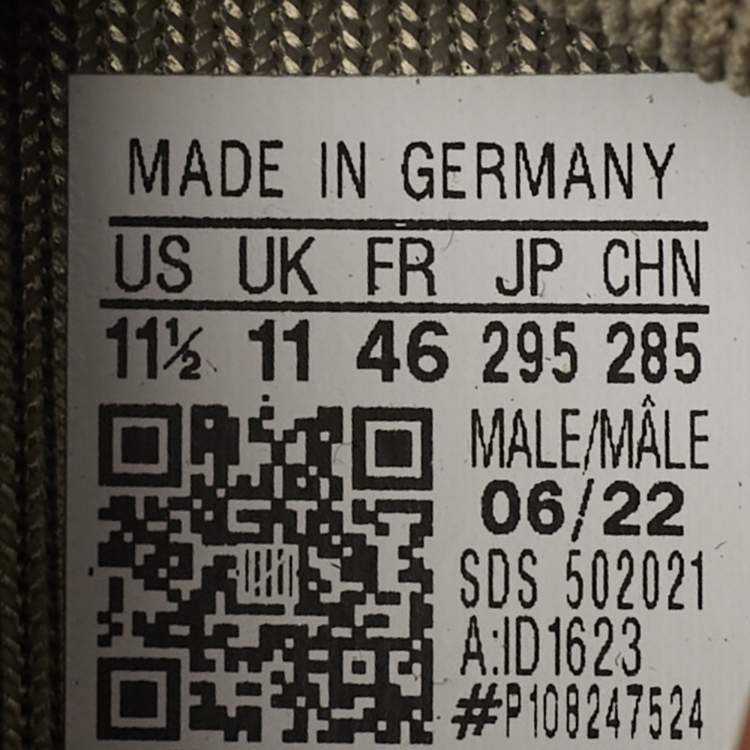 MADE IN GERMANY
US UK FR JP CHN
11½ 11 46 295 285
MALE/MÂLE
06/22
SDS 502021
A:ID1623
#P108247524